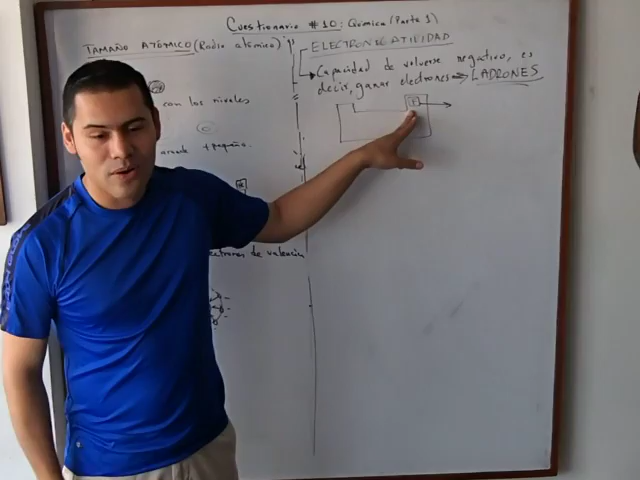 Cuestionario #10: Química (Parte 1)
TAMAÑO ATÓMICO (Radio atómico)
ELECTRONEGATIVIDAD
Capacidad de volverse negativo, es
decir, ganar electrones LADRONES
con los niveles
+pequeña.
de valencia